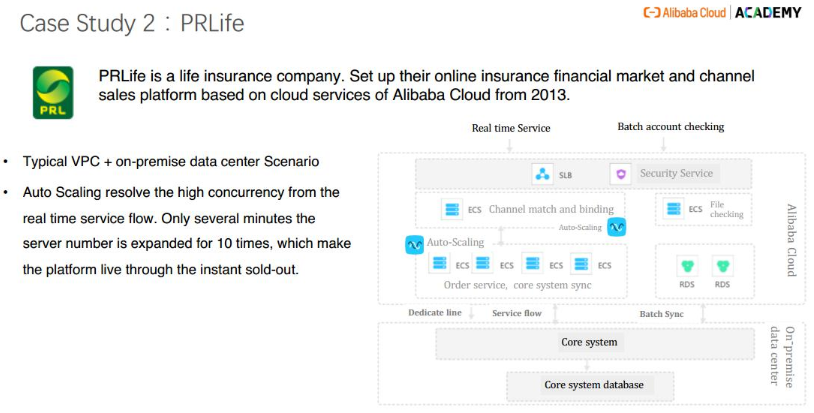 Case Study 2 : PRLife
Alibaba Cloud | ACADEMY
PRL
PRLife is a life insurance company. Set up their online insurance financial market and channel
sales platform based on cloud services of Alibaba Cloud from 2013.
• Typical VPC + on-premise data center Scenario
• Auto Scaling resolve the high concurrency from the
real time service flow. Only several minutes the
server number is expanded for 10 times, which make
the platform live through the instant sold-out.
Real time Service
Batch account checking
SLB
Security Service
ECS Channel match and binding
ECS File
checking
Auto-Scaling
Auto-Scaling
ECS ECS ECS ECS
Order service, core system sync
RDS RDS
Alibaba Cloud
Dedicate line
Service flow
Batch Sync
Core system
Core system database
On-premise
data center